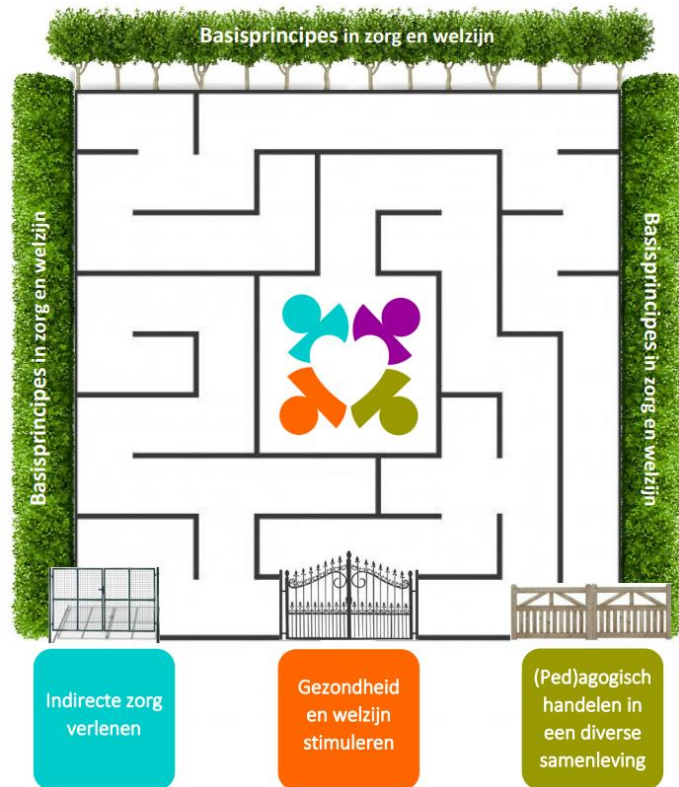 Basisprincipes in zorg en welzijn
Basisprincipes in zorg en welzijn
Basisprincipes in zorg en welzijn
Indirecte zorg
verlenen
Gezondheid
en welzijn
stimuleren
(Ped)agogisch
handelen in
een diverse
samenleving